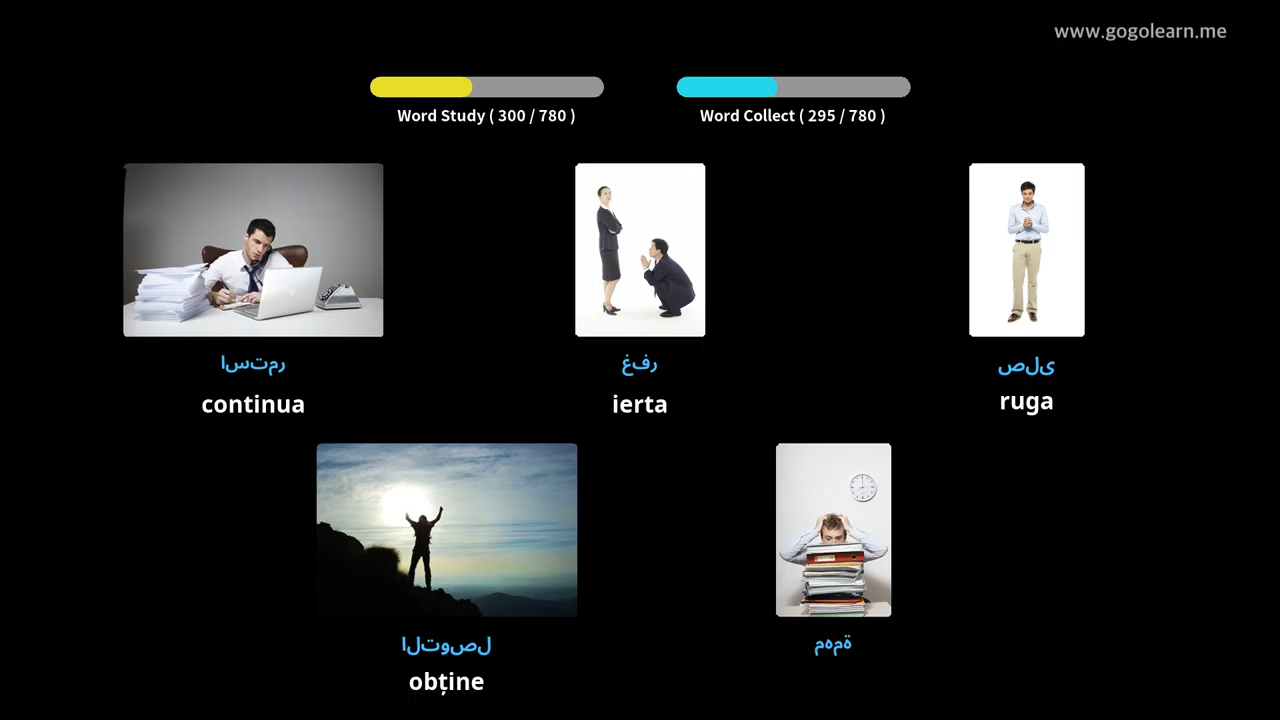 www.gogolearn.me
Word Study ( 300 / 780 )
Word Collect ( 295 / 780 )
استمر
continua
غفر
ierta
صلى
ruga
التوصل
obține
مهمة